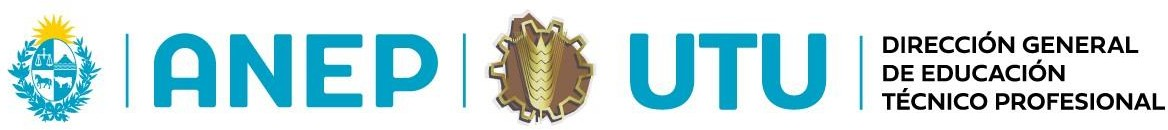 ANEP
UTU
DIRECCIÓN GENERAL
DE EDUCACIÓN
TÉCNICO PROFESIONAL